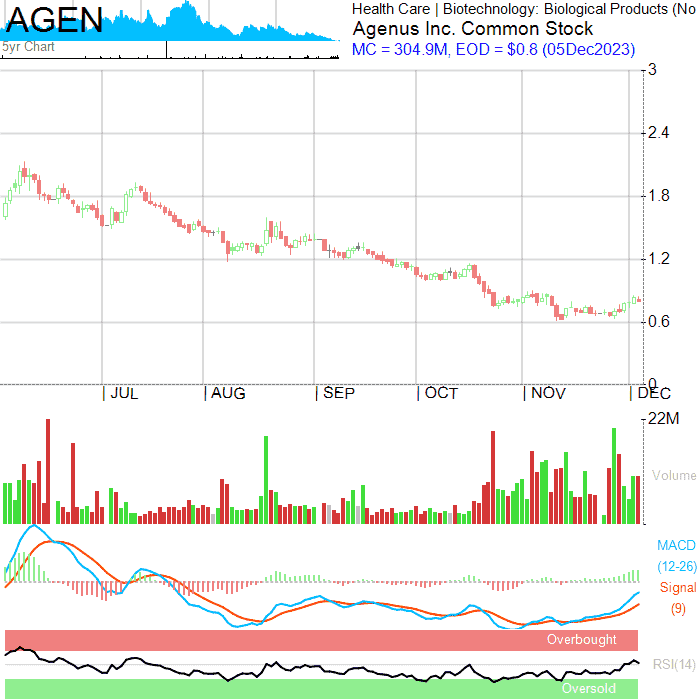 AGEN
5yr Chart
Health Care | Biotechnology: Biological Products (No
Agenus Inc. Common Stock
MC = 304.9M, EOD = $0.8 (05Dec2023)
3
2.4
1.8
1.2
0.6
0
| JUL | AUG | SEP | OCT | NOV | DEC
22M
Volume
MACD
(12-26)
Signal
(9)
Overbought
RSI(14)
Oversold